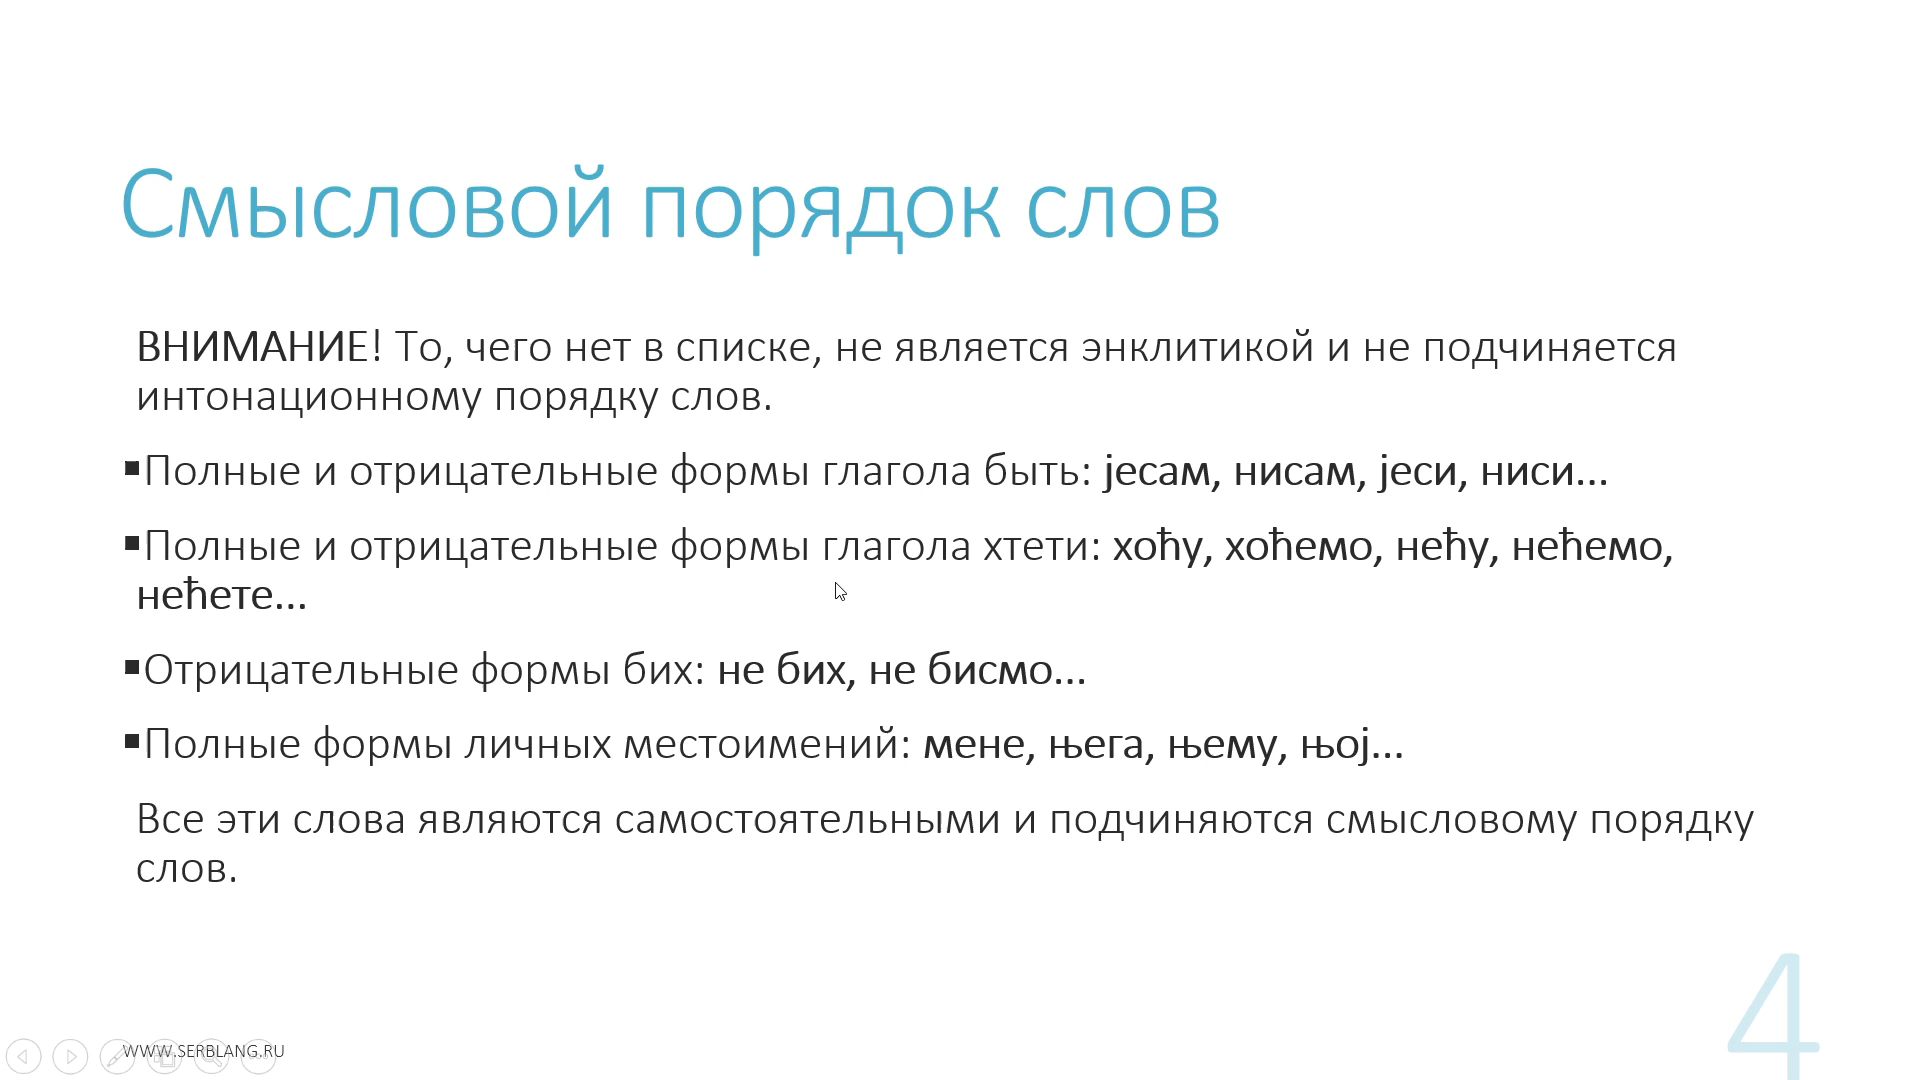 Смысловой порядок слов
ВНИМАНИЕ! То, чего нет в списке, не является энклитикой и не подчиняется
интонационному порядку слов.
▪Полные и отрицательные формы глагола быть: јесам, нисам, јеси, ниси...
▪Полные и отрицательные формы глагола хтети: хоћу, хоћемо, нећу, нећемо,
нећете...
▪Отрицательные формы бих: не бих, не бисмо...
▪Полные формы личных местоимений: мене, њега, њему, њој...
Все эти слова являются самостоятельными и подчиняются смысловому порядку
слов.
WWW.SERBLANG.RU
4